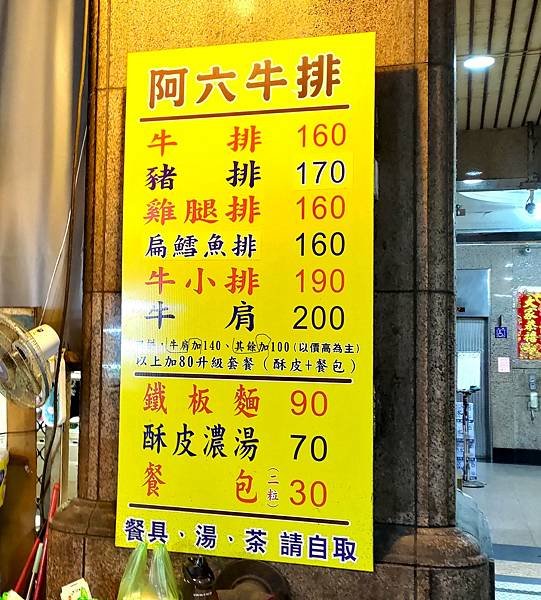 阿六牛排
牛排 160
豬排 170
雞腿排 160
扁鱈魚排 160
牛小排 190
牛肩 200
牛肩加140、其餘加100(以價高為主)
以上加80升級套餐(酥皮+餐包)
鐵板麵 90
酥皮濃湯 70
餐包(二粒) 30
餐具、湯、茶 請自取
大家恭禧